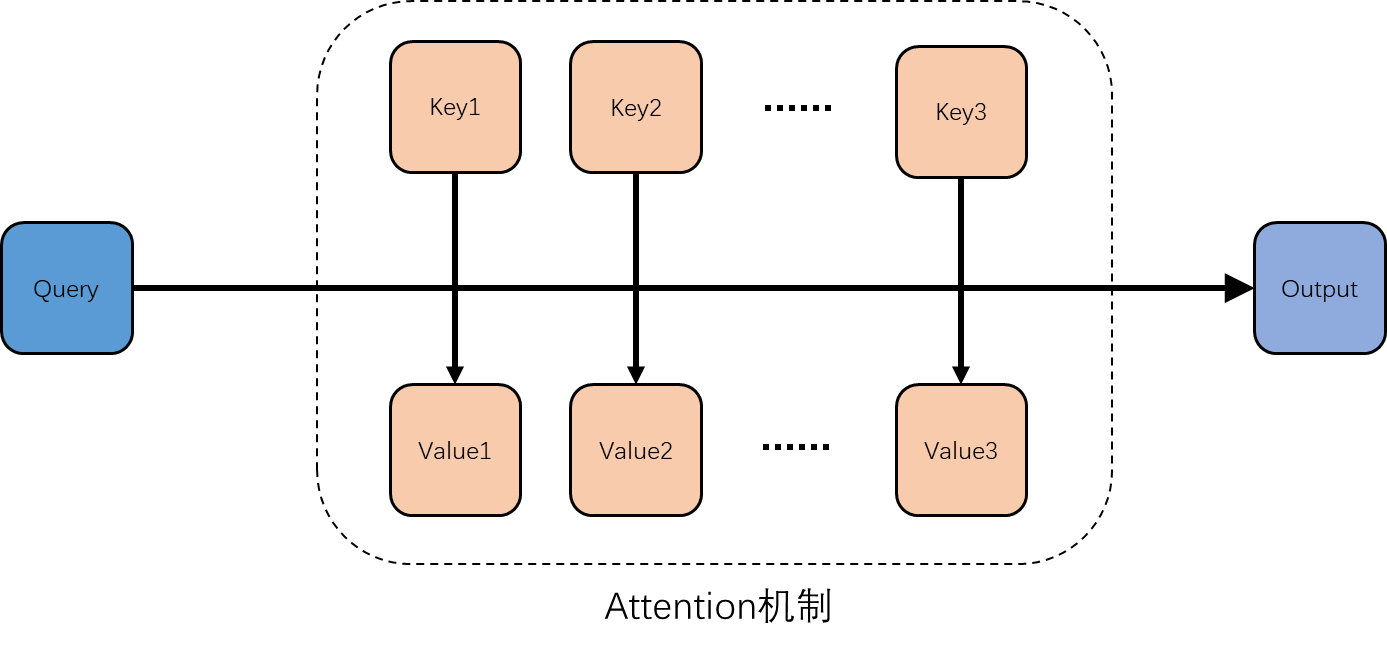 Key1
Key2
······
Key3
Query
Output
Value1
Value2
······
Value3
Attention机制